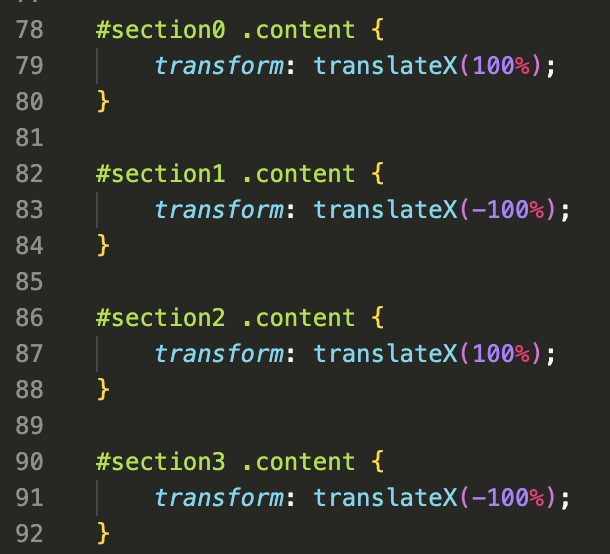 78 #section0 .content {
79 transform: translateX(100%);
80 }
81
82 #section1 .content {
83 transform: translateX(-100%);
84 }
85
86 #section2 .content {
87 transform: translateX(100%);
88 }
89
90 #section3 .content {
91 transform: translateX(-100%);
92 }